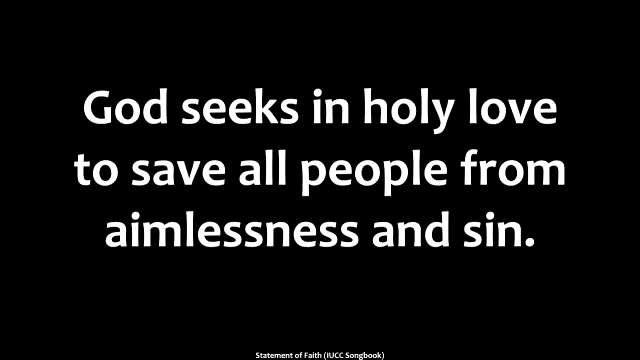 God seeks in holy love
to save all people from
aimlessness and sin.
Statement of Faith (IUCC Songbook)